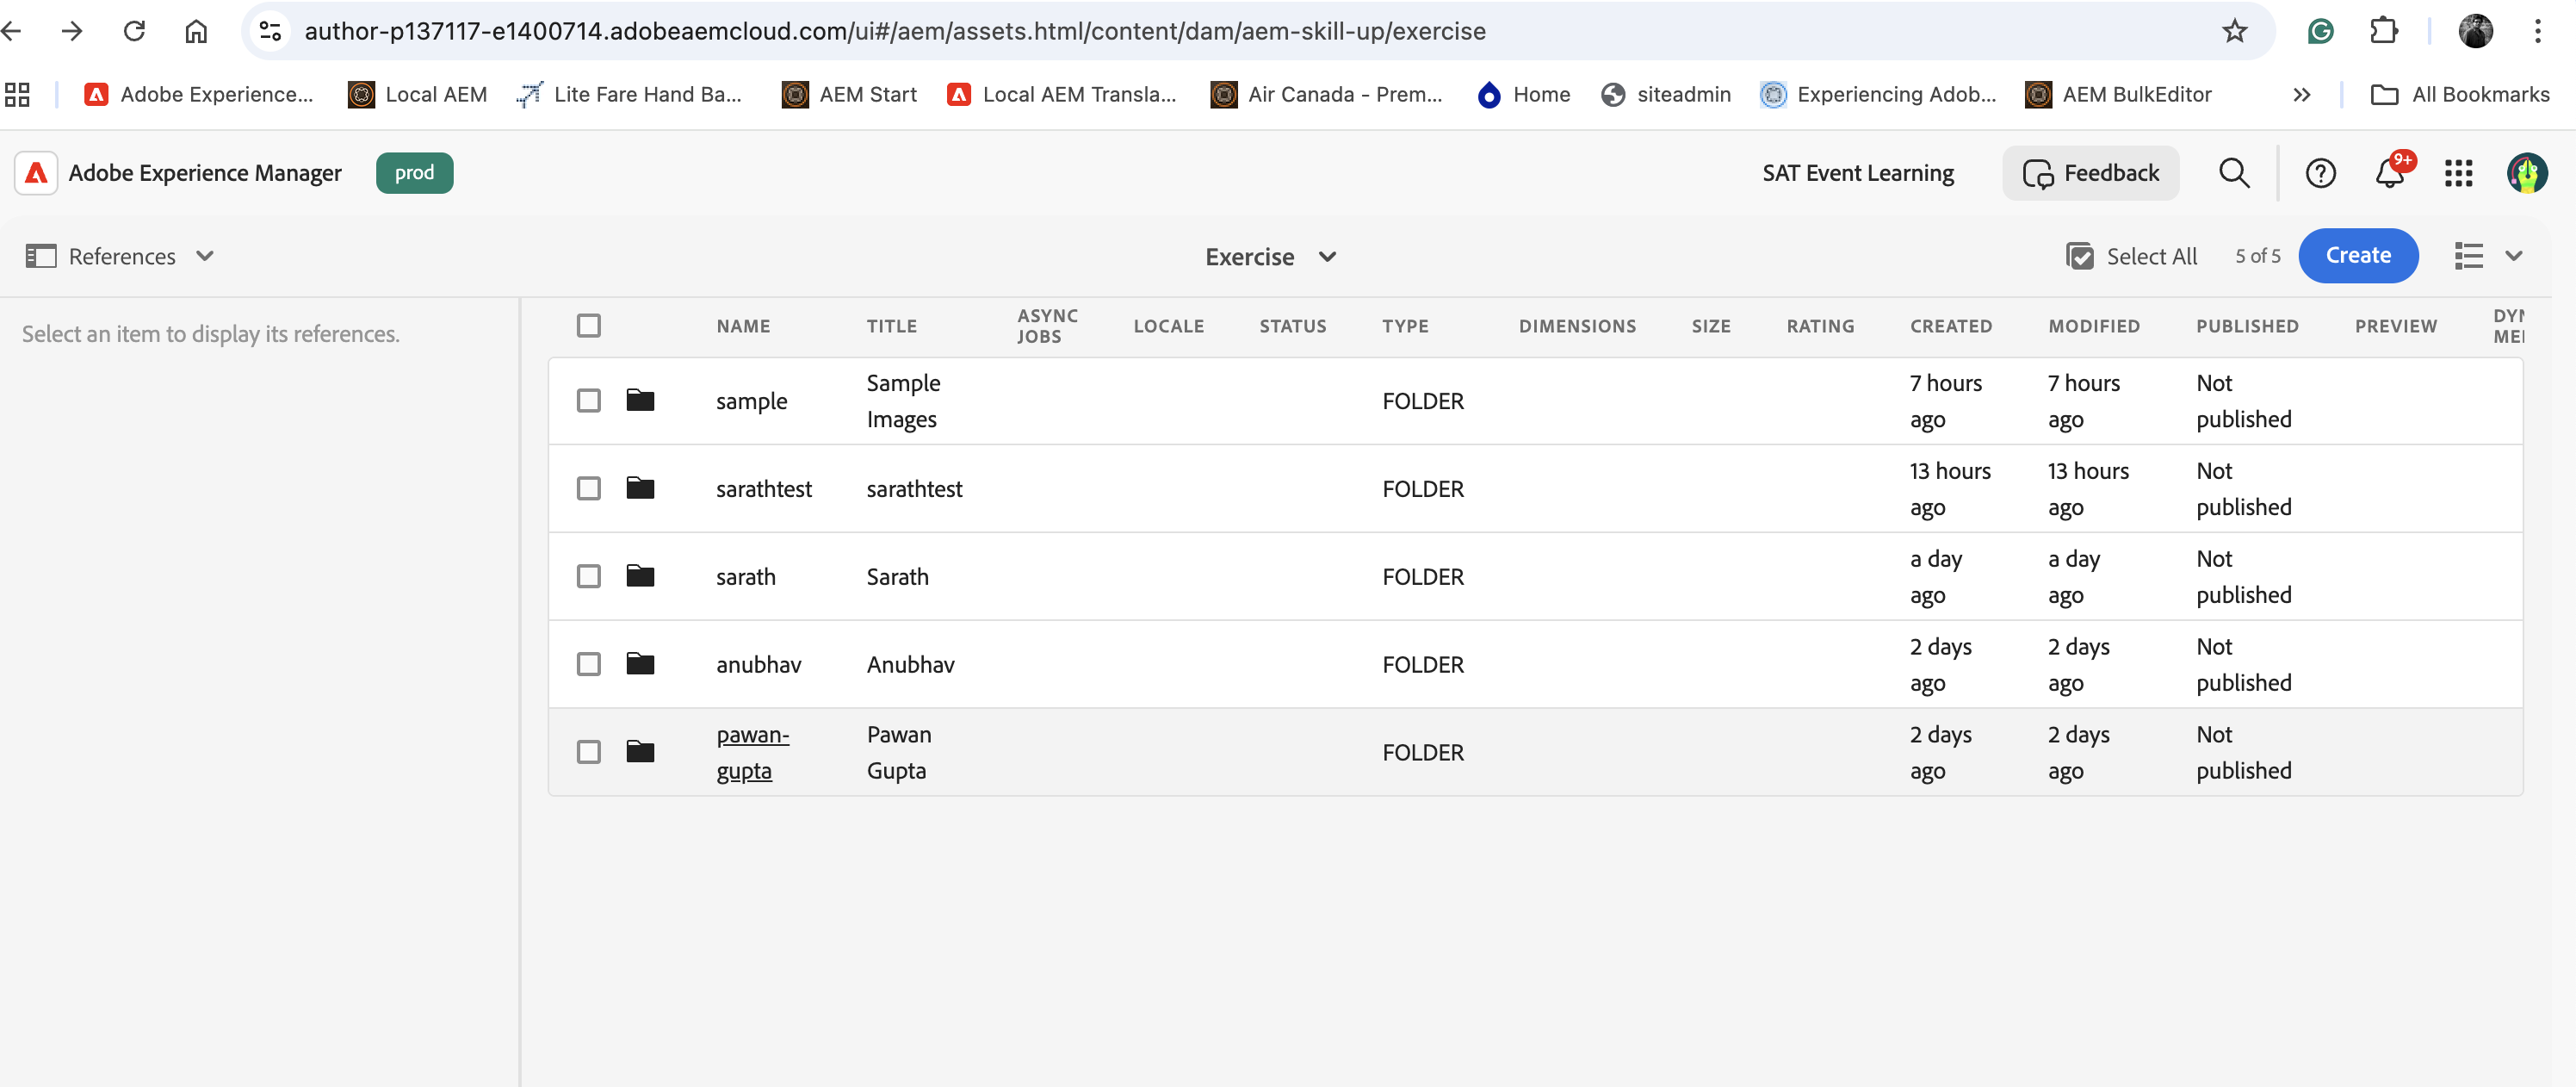 author-p137117-e1400714.adobeaemcloud.com/ui#/aem/assets.html/content/dam/aem-skill-up/exercise
Adobe Experience... Local AEM Lite Fare Hand Ba... AEM Start Local AEM Transla... Air Canada - Prem... Home siteadmin Experiencing Adob... AEM BulkEditor » All Bookmarks
Adobe Experience Manager prod SAT Event Learning Feedback 9+
References Exercise Select All 5 of 5 Create
Select an item to display its references.
NAME TITLE ASYNC JOBS LOCALE STATUS TYPE DIMENSIONS SIZE RATING CREATED MODIFIED PUBLISHED PREVIEW
sample Sample Images FOLDER 7 hours ago 7 hours ago Not published
sarathtest sarathtest FOLDER 13 hours ago 13 hours ago Not published
sarath Sarath FOLDER a day ago a day ago Not published
anubhav Anubhav FOLDER 2 days ago 2 days ago Not published
pawan-gupta Pawan Gupta FOLDER 2 days ago 2 days ago Not published